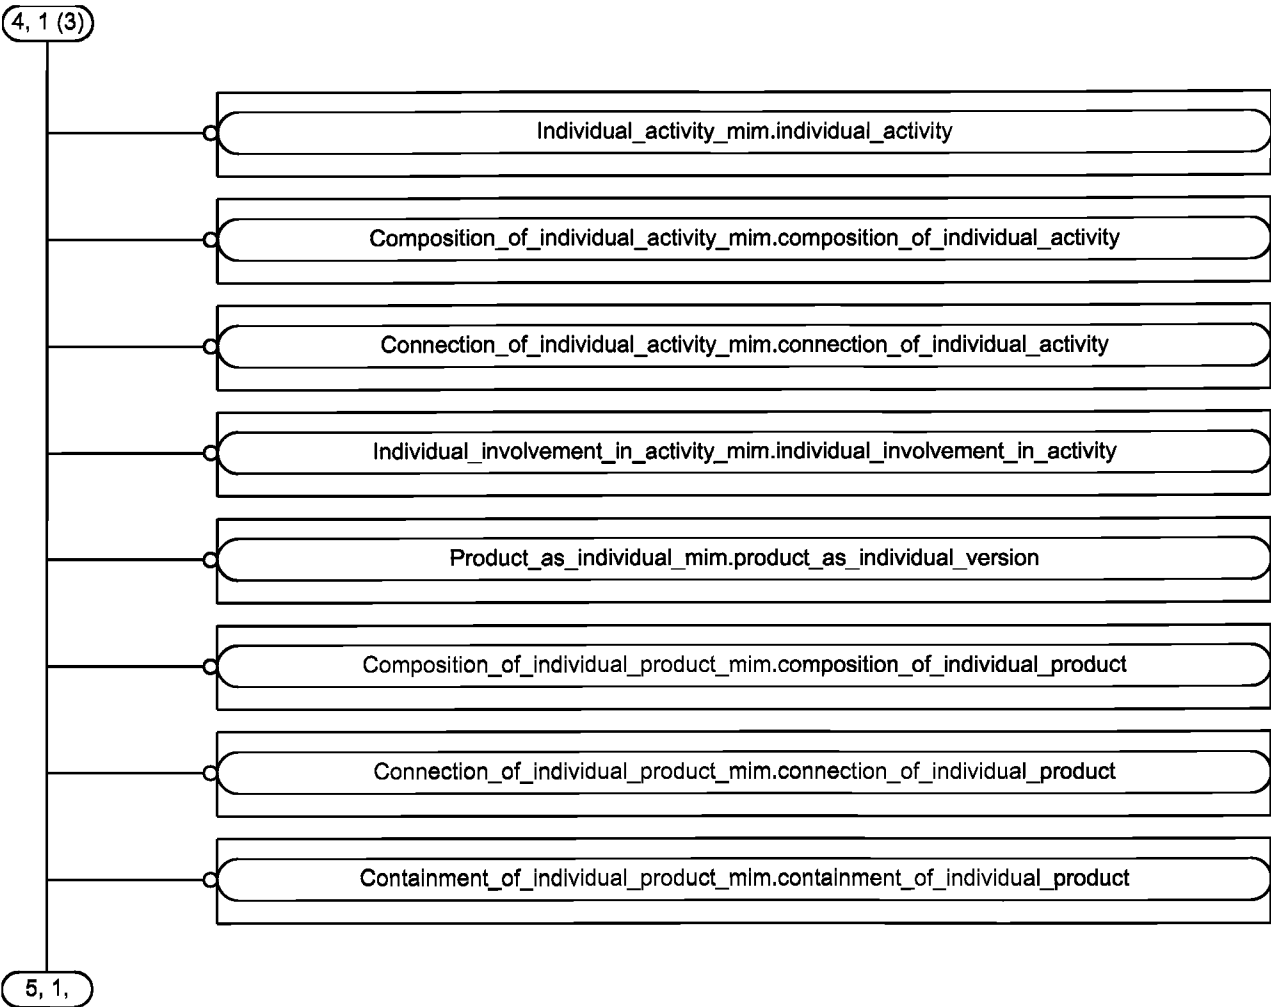 4, 1 (3)
Individual_activity_mim.individual_activity
Composition_of_individual_activity_mim.composition_of_individual_activity
Connection_of_individual_activity_mim.connection_of_individual_activity
Individual_involvement_in_activity_mim.individual_involvement_in_activity
Product_as_individual_mim.product_as_individual_version
Composition_of_individual_product_mim.composition_of_individual_product
Connection_of_individual_product_mim.connection_of_individual_product
Containment_of_individual_product_mim.containment_of_individual_product
5, 1,